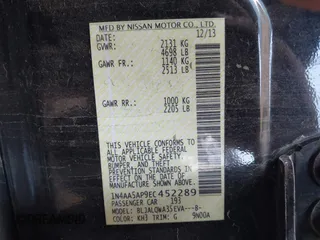 MFD BY NISSAN MOTOR CO., LTD.
DATE: 12/13
GVWR: 2131 KG
4698 LB
GAWR FR.: 1140 KG
2513 LB
GAWR RR.: 1000 KG
2205 LB
THIS VEHICLE CONFORMS TO
ALL APPLICABLE FEDERAL
MOTOR VEHICLE SAFETY,
BUMPER, AND THEFT
PREVENTION STANDARDS IN
EFFECT ON THE DATE OF
MANUFACTURE SHOWN ABOVE.
1N4AA5AP9EC452289
PASSENGER CAR 193
MODEL: BLJALQWA35EVA---B-
COLOR: KH3 TRIM: G 9N00A